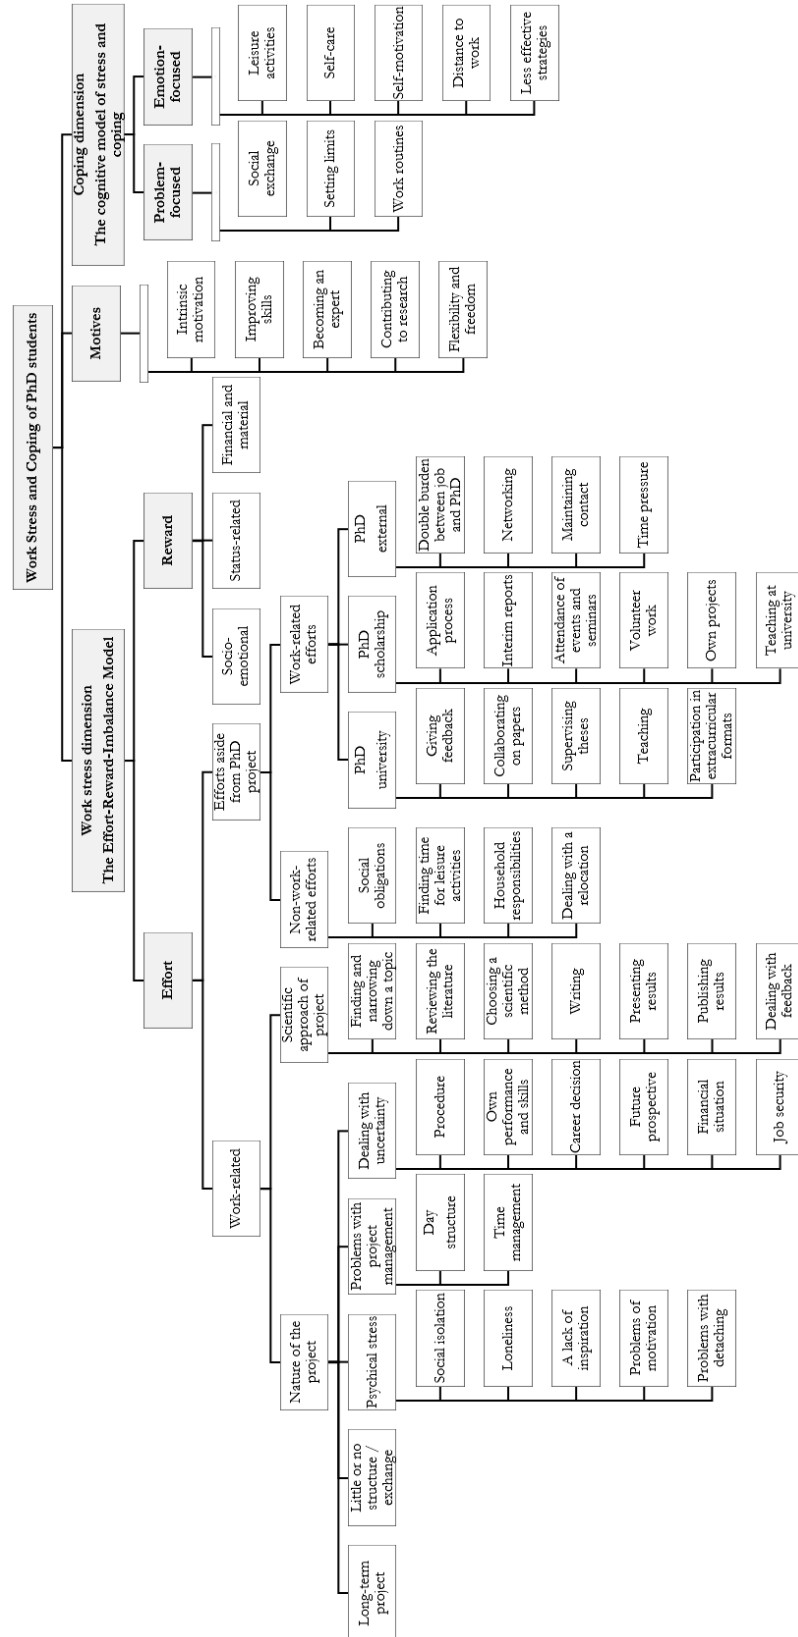 Work Stress and Coping of PhD students
Work stress dimension
The Effort-Reward-Imbalance Model
Effort
Work-related
Nature of the
project
Long-term
project
Little or no
structure /
exchange
Psychical stress
Social isolation
Loneliness
A lack of
inspiration
Problems of
motivation
Problems with
detaching
Problems with
project
management
Day
structure
Time
management
Dealing with
uncertainty
Procedure
Own
performance
and skills
Career decision
Future
prospective
Financial
situation
Job security
Scientific
approach of
project
Finding and
narrowing
down a topic
Reviewing the
literature
Choosing a
scientific
method
Writing
Presenting
results
Publishing
results
Dealing with
feedback
Efforts aside
from PhD
project
Non-work-
related efforts
Social
obligations
Finding time
for leisure
activities
Household
responsibilities
Dealing with a
relocation
Work-related
efforts
PhD
university
Giving
feedback
Collaborating
on papers
Supervising
theses
Teaching
Participation in
extracurricular
formats
PhD
scholarship
Application
process
Interim reports
Attendance of
events and
seminars
Volunteer
work
Own projects
Teaching at
university
PhD
external
Double burden
between job
and PhD
Networking
Maintaining
contact
Time pressure
Reward
Socio-
emotional
Status-related
Financial and
material
Motives
Intrinsic
motivation
Improving
skills
Becoming an
expert
Contributing
to research
Flexibility and
freedom
Coping dimension
The cognitive model of stress and
coping
Problem-
focused
Social
exchange
Setting limits
Work routines
Emotion-
focused
Leisure
activities
Self-care
Self-motivation
Distance to
work
Less effective
strategies